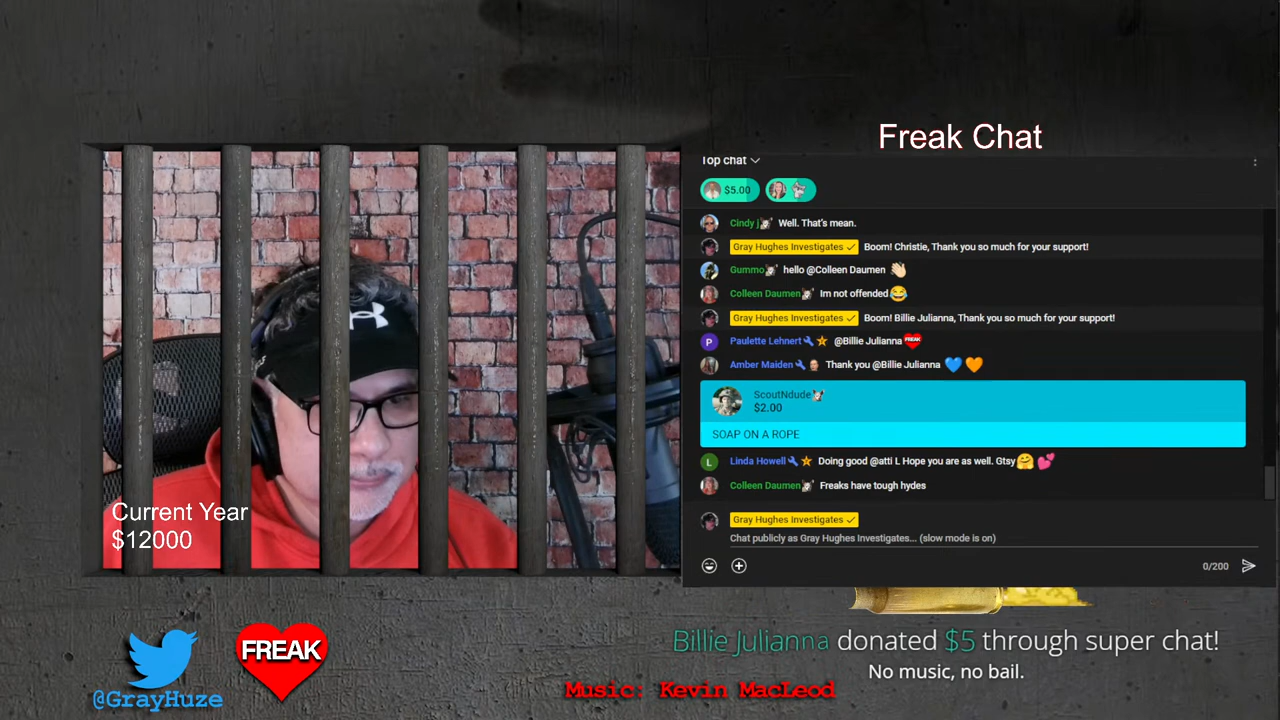 Freak Chat
Top chat
$5.00
Cindy J Well. That's mean.
Gray Hughes Investigates Boom! Christie, Thank you so much for your support!
Gummo hello @Colleen Daumen
Colleen Daumen Im not offended
Gray Hughes Investigates Boom! Billie Julianna, Thank you so much for your support!
P Paulette Lehnert @Billie Julianna FREAK
Amber Maiden Thank you @Billie Julianna
ScoutNdude
$2.00
SOAP ON A ROPE
L Linda Howell Doing good @atti L Hope you are as well. Gtsy
Colleen Daumen Freaks have tough hydes
Gray Hughes Investigates
Chat publicly as Gray Hughes Investigates... (slow mode is on)
0/200
Current Year
$12000
Billie Julianna donated $5 through super chat!
No music, no bail.
FREAK
@GrayHuze
Music: Kevin MacLeod